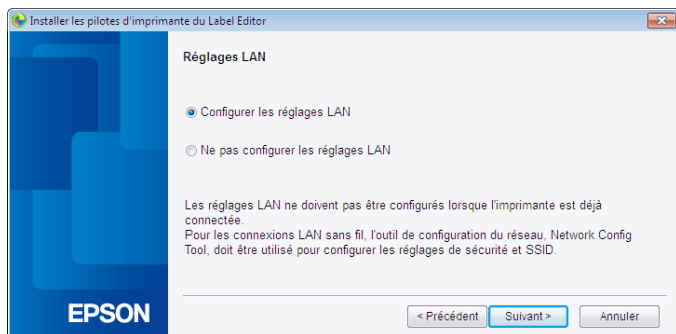 Installer les pilotes d'imprimante du Label Editor
Réglages LAN
Configurer les réglages LAN
Ne pas configurer les réglages LAN
Les réglages LAN ne doivent pas être configurés lorsque l'imprimante est déjà
connectée.
Pour les connexions LAN sans fil, l'outil de configuration du réseau, Network Config
Tool, doit être utilisé pour configurer les réglages de sécurité et SSID.
EPSON
< Précédent
Suivant >
Annuler